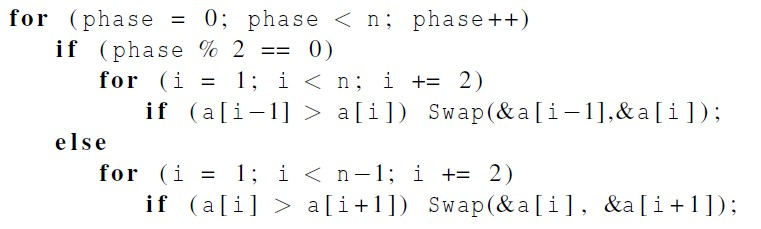 for (phase = 0; phase < n; phase++)
if (phase % 2 == 0)
for (i = 1; i < n; i += 2)
if (a[i-1] > a[i]) Swap(&a[i-1],&a[i]);
else
for (i = 1; i < n-1; i += 2)
if (a[i] > a[i+1]) Swap(&a[i], &a[i+1]);